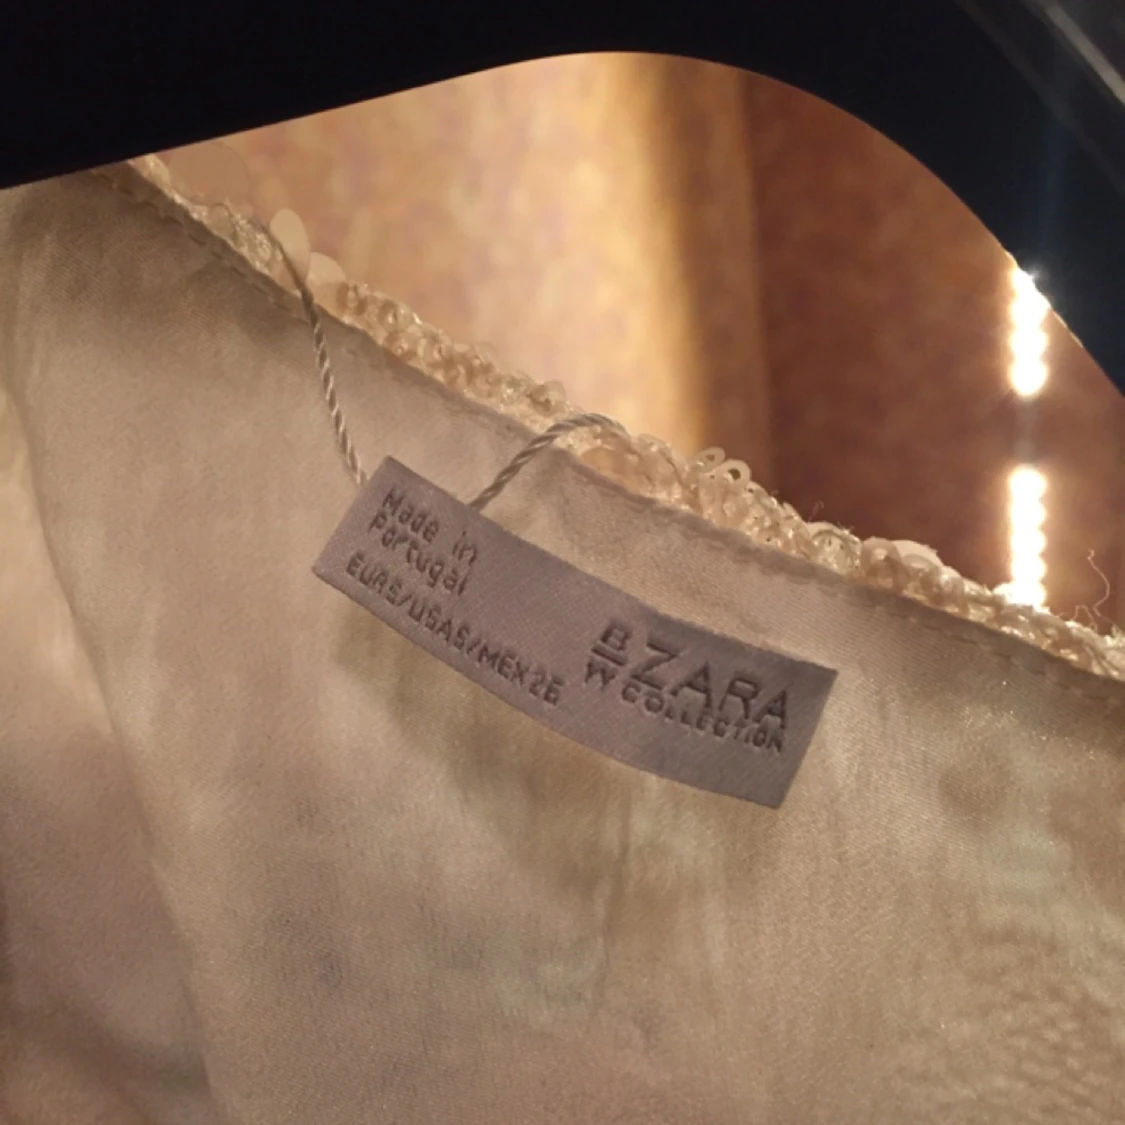 Made in
Portugal
EUR S/USA S/MEX 26
B
W
ZARA
COLLECTION